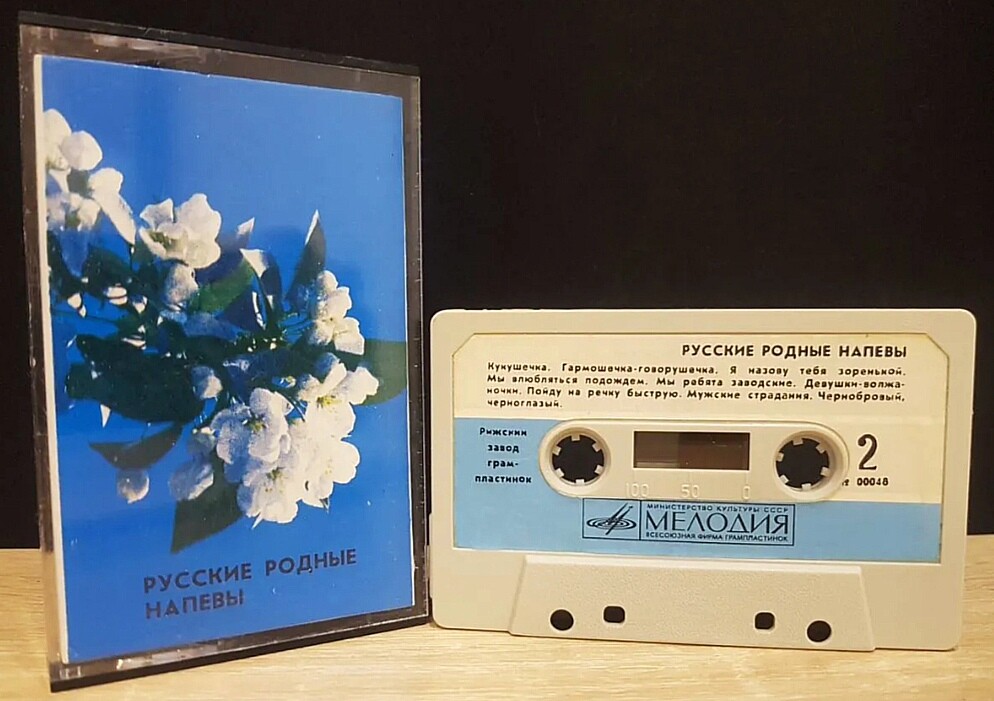 РУССКИЕ РОДНЫЕ
НАПЕВЫ
РУССКИЕ РОДНЫЕ НАПЕВЫ
Кукушечка. Гармошечка-говорушечка. Я назову тебя зоренькой.
Мы влюбляться подождем. Мы ребята заводские. Девушки-волжа-
ночки. Пойду на речку быструю. Мужские страдания. Чернобровый,
черноглазый.
Рижский
завод
грам-
пластинок
2
№ 00048
100 50 0
МИНИСТЕРСТВО КУЛЬТУРЫ СССР
МЕЛОДИЯ
ВСЕСОЮЗНАЯ ФИРМА ГРАМПЛАСТИНОК